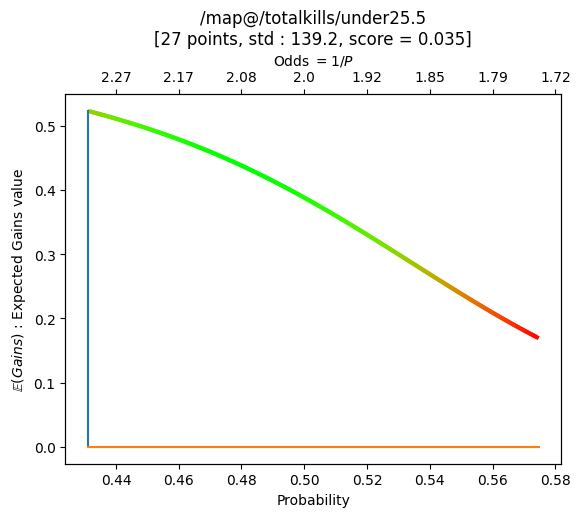 /map@/totalkills/under25.5
[27 points, std : 139.2, score = 0.035]
Odds = 1/P
2.27 2.17 2.08 2.0 1.92 1.85 1.79 1.72
0.5
0.4
0.3
0.2
0.1
0.0
𝔼(Gains) : Expected Gains value
0.44 0.46 0.48 0.50 0.52 0.54 0.56 0.58
Probability